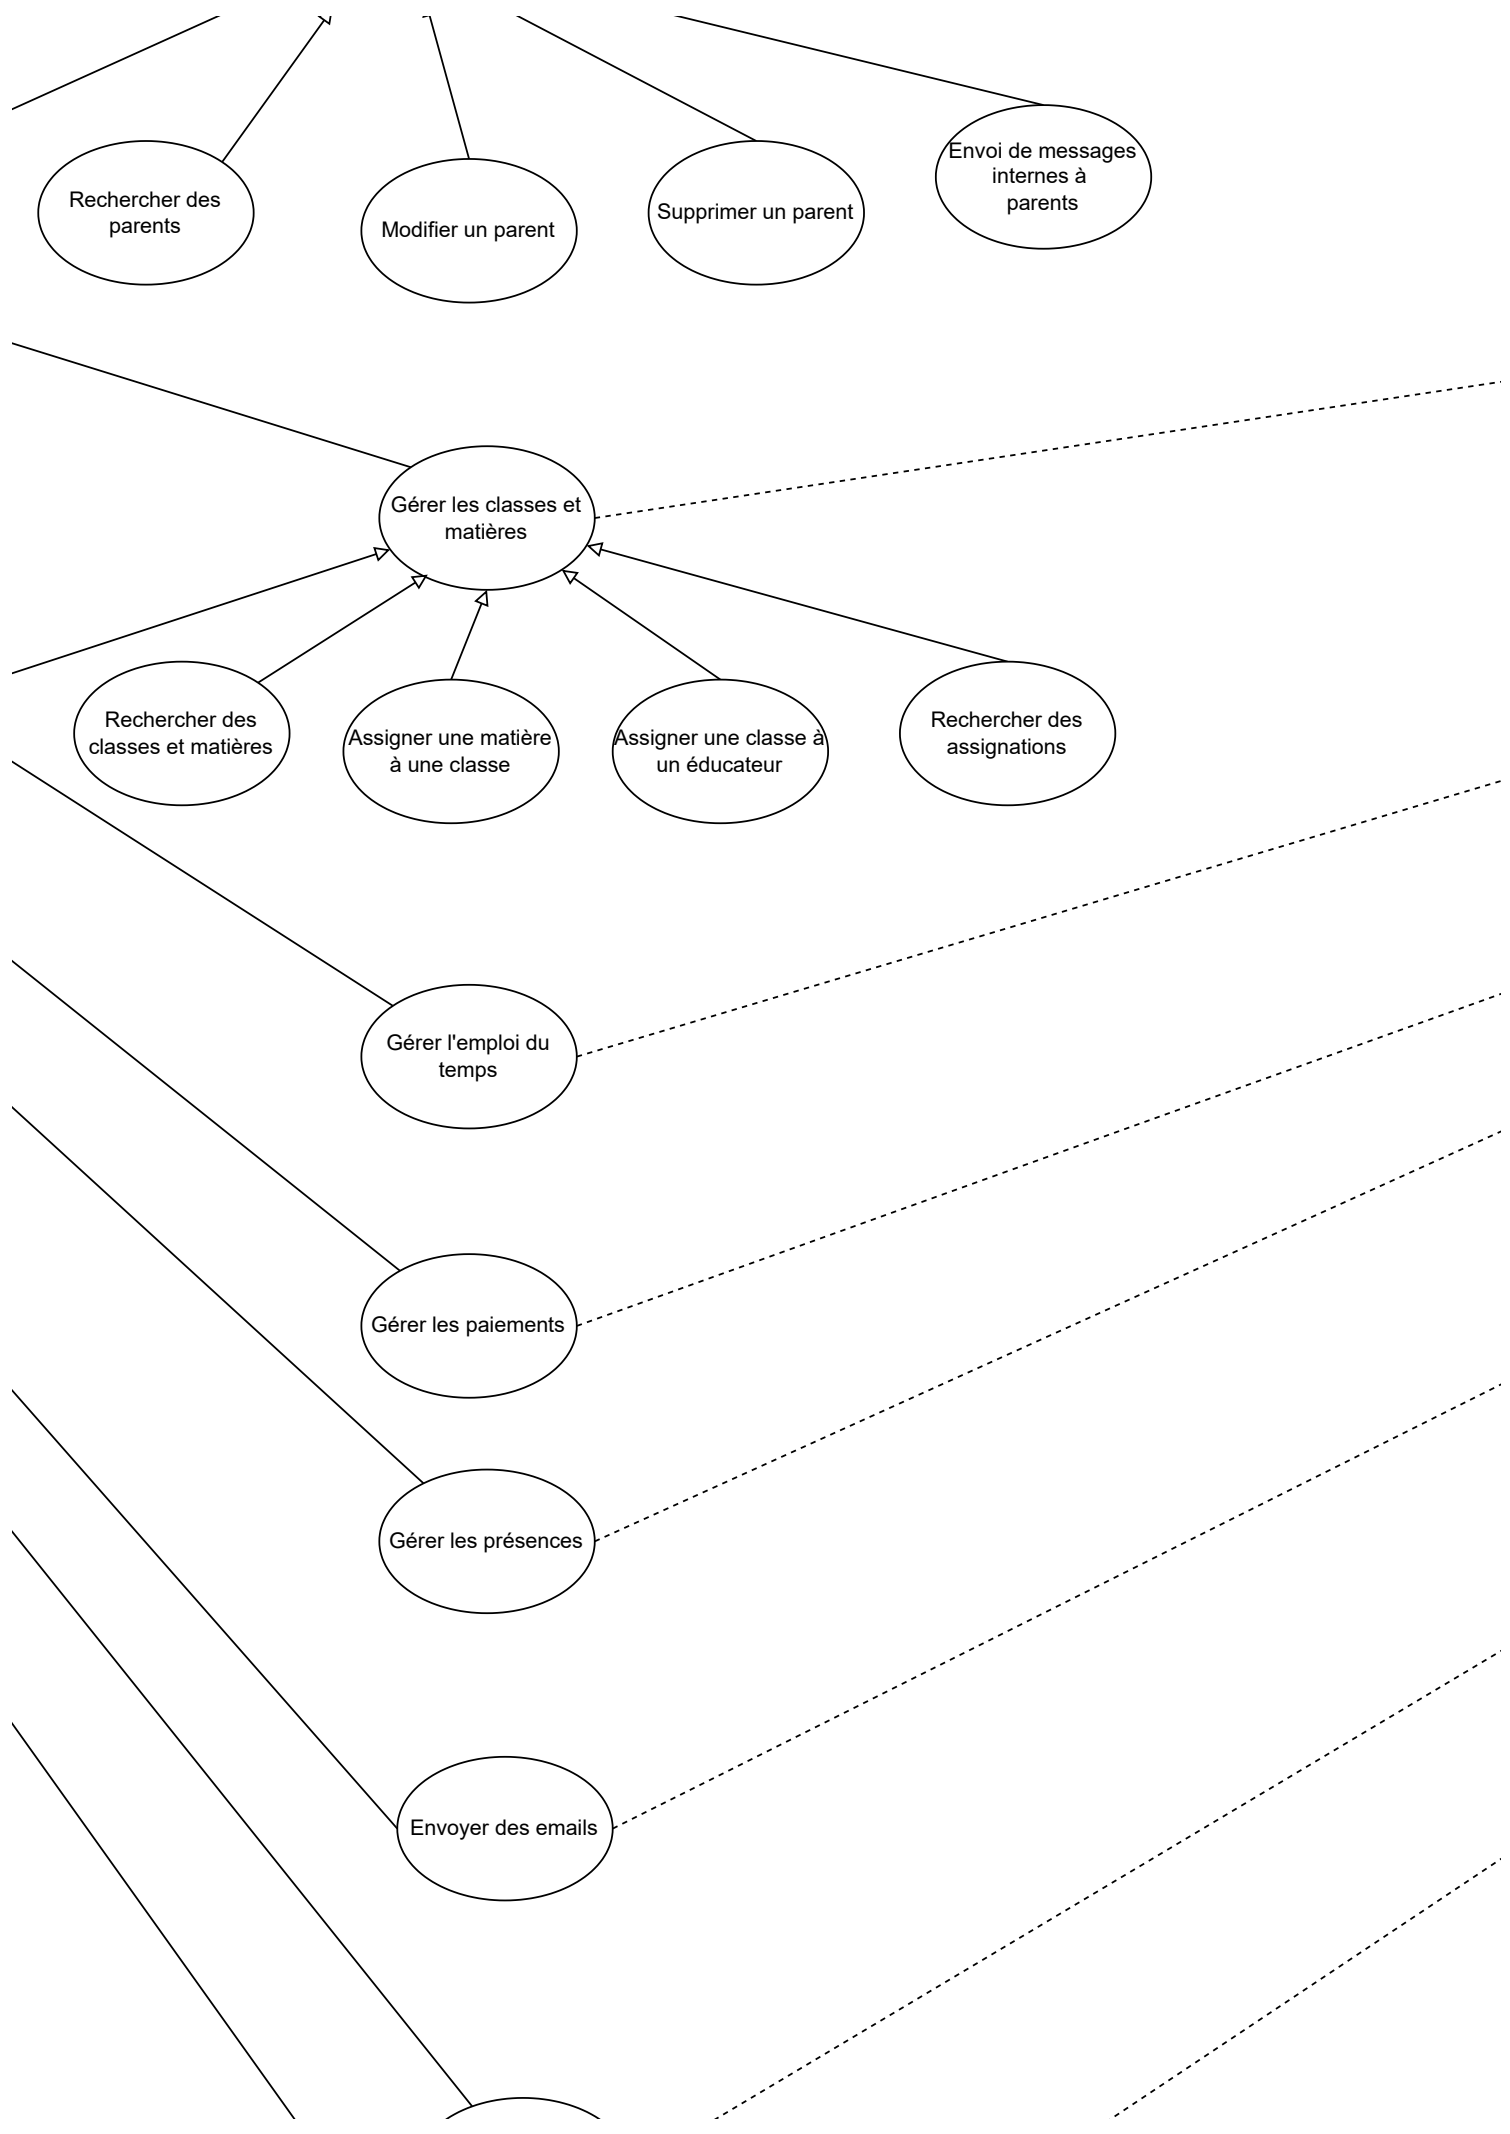 Envoi de messages
internes à
parents
Rechercher des
parents
Modifier un parent
Supprimer un parent
Gérer les classes et
matières
Rechercher des
classes et matières
Assigner une matière
à une classe
Assigner une classe à
un éducateur
Rechercher des
assignations
Gérer l'emploi du
temps
Gérer les paiements
Gérer les présences
Envoyer des emails